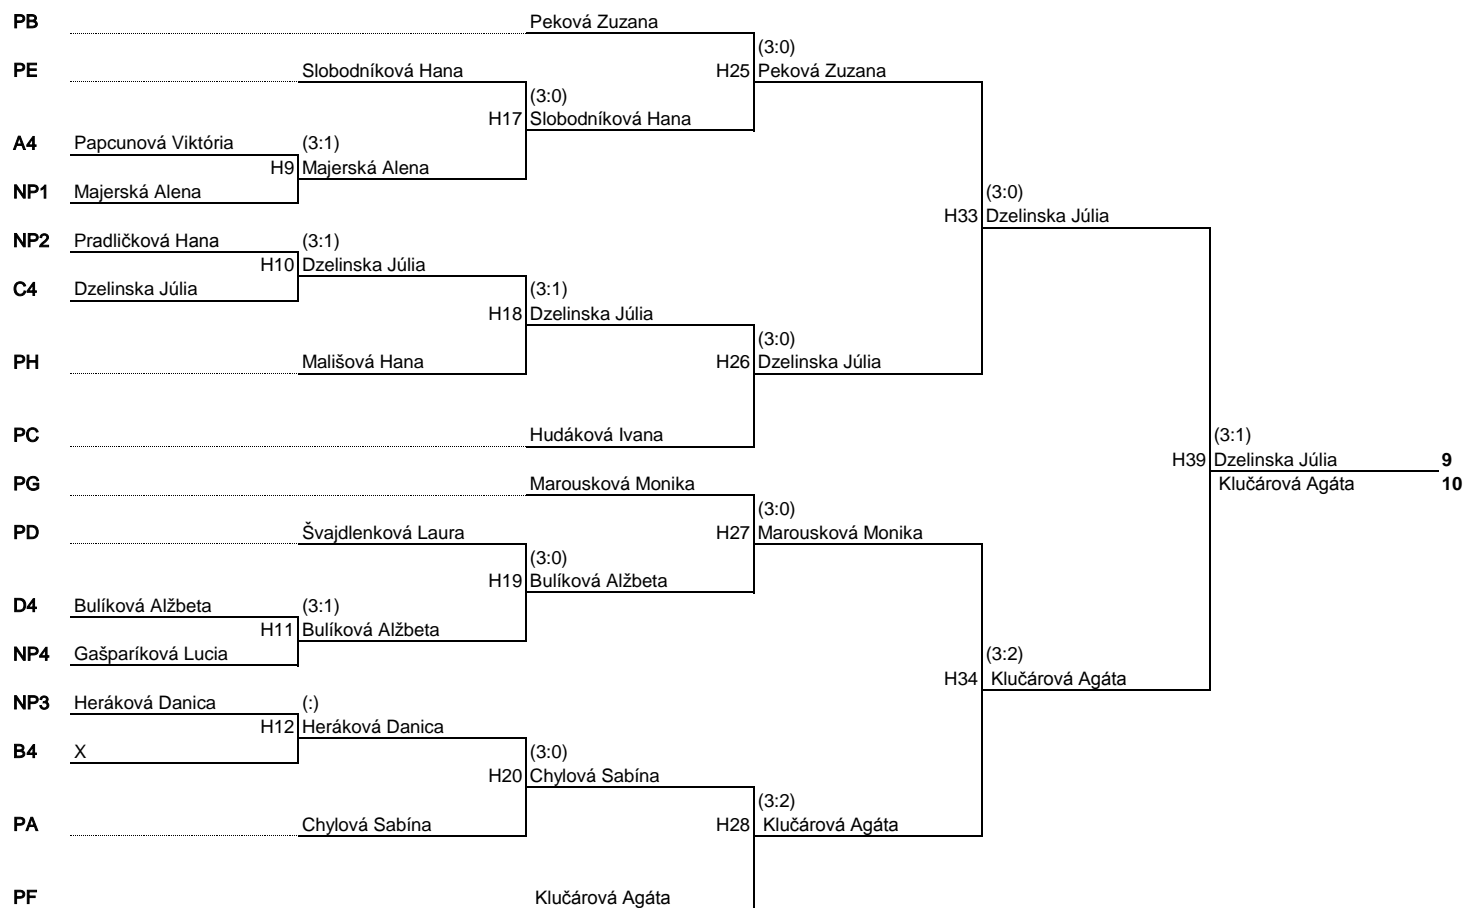 PB Peková Zuzana
(3:0)
PE Slobodníková Hana H25 Peková Zuzana
(3:0)
H17 Slobodníková Hana
A4 Papcunová Viktória (3:1)
H9 Majerská Alena
NP1 Majerská Alena (3:0)
H33 Dzelinska Júlia
NP2 Pradličková Hana (3:1)
H10 Dzelinska Júlia
C4 Dzelinska Júlia (3:1)
H18 Dzelinska Júlia
(3:0)
PH Mališová Hana H26 Dzelinska Júlia
PC Hudáková Ivana (3:1)
H39 Dzelinska Júlia 9
PG Marousková Monika Klučárová Agáta 10
(3:0)
PD Švajdlenková Laura H27 Marousková Monika
(3:0)
H19 Bulíková Alžbeta
D4 Bulíková Alžbeta (3:1)
H11 Bulíková Alžbeta
NP4 Gašparíková Lucia (3:2)
H34 Klučárová Agáta
NP3 Heráková Danica (:)
H12 Heráková Danica
B4 X (3:0)
H20 Chylová Sabína
(3:2)
PA Chylová Sabína H28 Klučárová Agáta
PF Klučárová Agáta